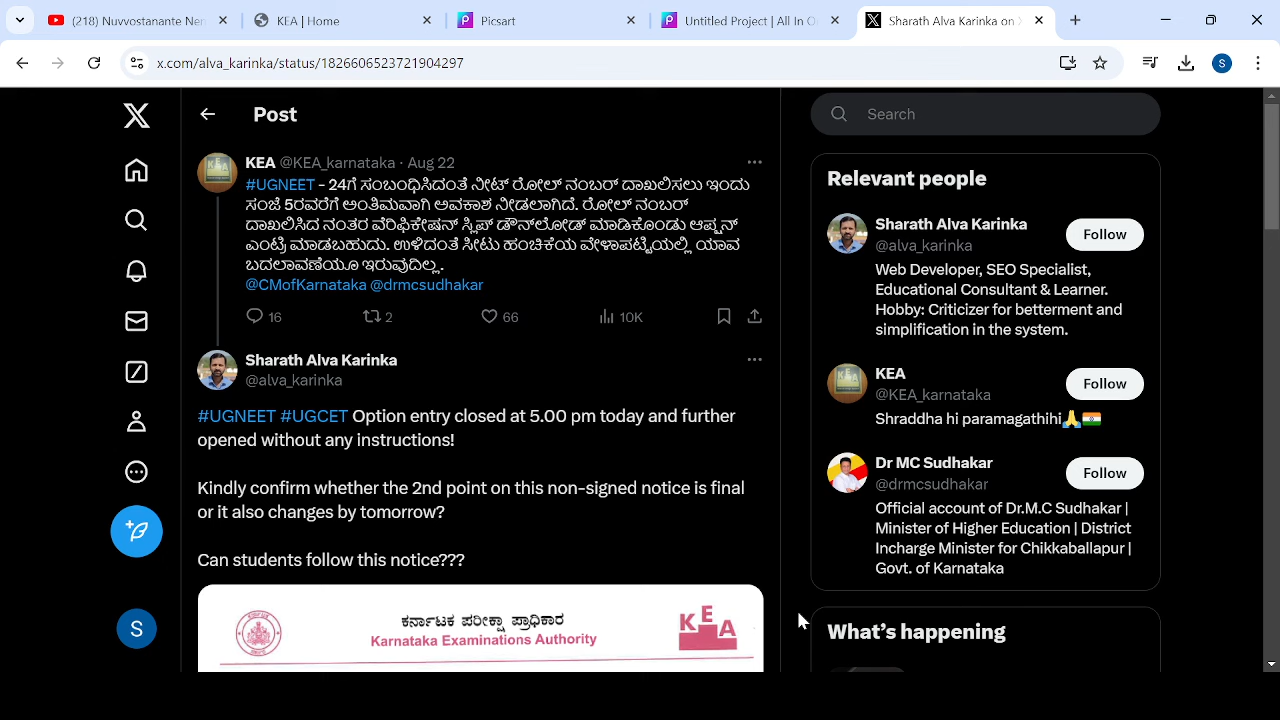 (218) Nuvvostanante Nen
KEA | Home
Picsart
Untitled Project | All In O
Sharath Alva Karinka on X
x.com/alva_karinka/status/1826606523721904297
S
Post
Search
KEA @KEA_karnataka · Aug 22
#UGNEET - 24ಗೆ ಸಂಬಂಧಿಸಿದಂತೆ ನೀಟ್ ರೋಲ್ ನಂಬರ್ ದಾಖಲಿಸಲು ಇಂದು
ಸಂಜೆ 5ರವರೆಗೆ ಅಂತಿಮವಾಗಿ ಅವಕಾಶ ನೀಡಲಾಗಿದೆ. ರೋಲ್ ನಂಬರ್
ದಾಖಲಿಸಿದ ನಂತರ ವೆರಿಫಿಕೇಷನ್ ಸ್ಲಿಪ್ ಡೌನ್‌ಲೋಡ್ ಮಾಡಿಕೊಂಡು ಆಪ್ಷನ್
ಎಂಟ್ರಿ ಮಾಡಬಹುದು. ಉಳಿದಂತೆ ಸೀಟು ಹಂಚಿಕೆಯ ವೇಳಾಪಟ್ಟಿಯಲ್ಲಿ ಯಾವ
ಬದಲಾವಣೆಯೂ ಇರುವುದಿಲ್ಲ.
@CMofKarnataka @drmcsudhakar
16 2 66 10K
Sharath Alva Karinka
@alva_karinka
#UGNEET #UGCET Option entry closed at 5.00 pm today and further
opened without any instructions!
Kindly confirm whether the 2nd point on this non-signed notice is final
or it also changes by tomorrow?
Can students follow this notice???
ಕರ್ನಾಟಕ ಪರೀಕ್ಷಾ ಪ್ರಾಧಿಕಾರ
Karnataka Examinations Authority
KEA
S
Relevant people
Sharath Alva Karinka
@alva_karinka
Follow
Web Developer, SEO Specialist,
Educational Consultant & Learner.
Hobby: Criticizer for betterment and
simplification in the system.
KEA
@KEA_karnataka
Follow
Shraddha hi paramagathihi🙏🇮🇳
Dr MC Sudhakar
@drmcsudhakar
Follow
Official account of Dr.M.C Sudhakar |
Minister of Higher Education | District
Incharge Minister for Chikkaballapur |
Govt. of Karnataka
What's happening